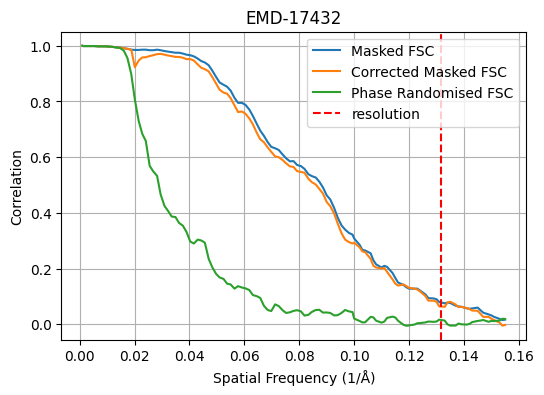 EMD-17432
Masked FSC
Corrected Masked FSC
Phase Randomised FSC
resolution
Correlation
1.0
0.8
0.6
0.4
0.2
0.0
0.00 0.02 0.04 0.06 0.08 0.10 0.12 0.14 0.16
Spatial Frequency (1/Å)